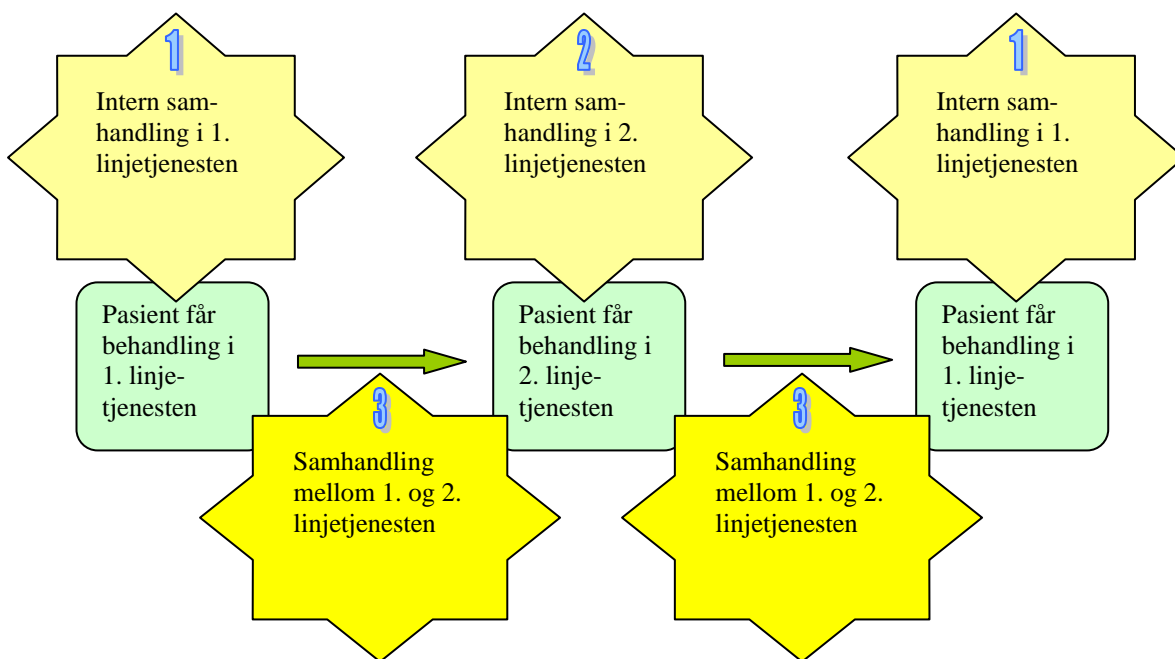 1
Intern sam-
handling i 1.
linjetjenesten
2
Intern sam-
handling i 2.
linjetjenesten
1
Intern sam-
handling i 1.
linjetjenesten
Pasient får
behandling i
1. linje-
tjenesten
Pasient får
behandling i
2. linje-
tjenesten
Pasient får
behandling i
1. linje-
tjenesten
3
Samhandling
mellom 1. og 2.
linjetjenesten
3
Samhandling
mellom 1. og 2.
linjetjenesten